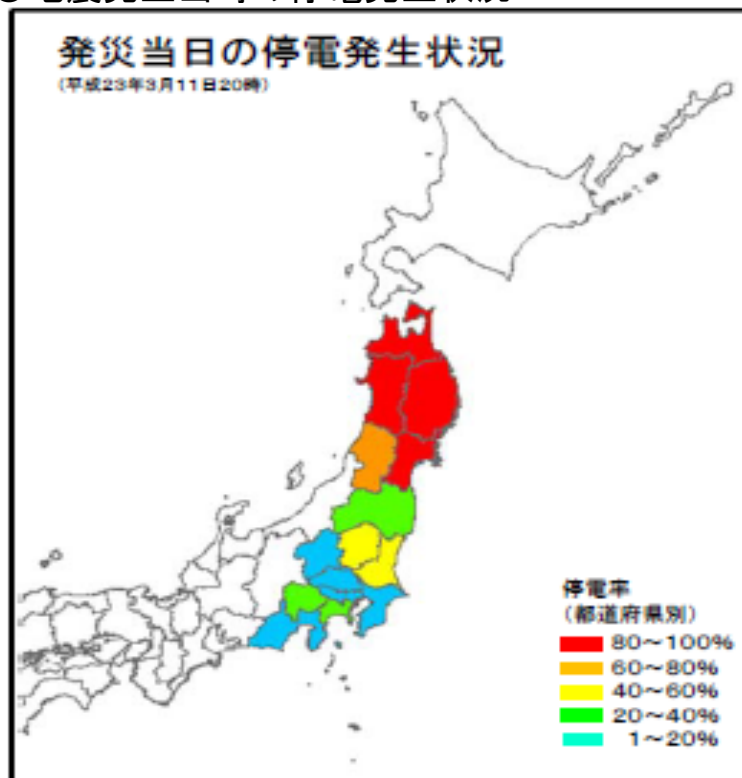 発災当日の停電発生状況
(平成23年3月11日20時)
停電率
(都道府県別)
80～100%
60～80%
40～60%
20～40%
1～20%